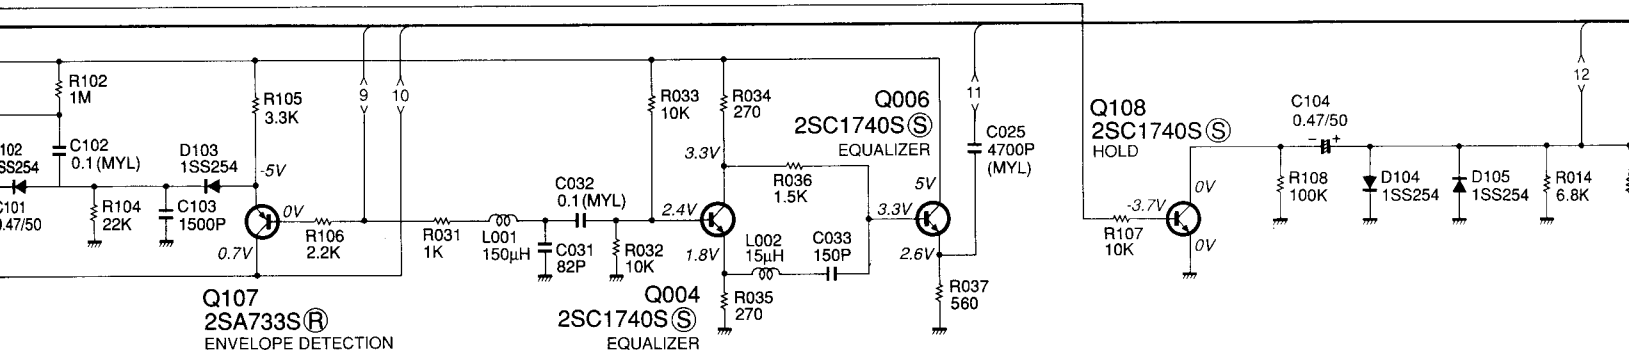 R102
1M
C102
0.1(MYL)
102
SS254
C101
0.47/50
R104
22K
C103
1500P
D103
1SS254
R105
3.3K
-5V
0V
0.7V
R106
2.2K
Q107
2SA733S Ⓡ
ENVELOPE DETECTION
9
10
R031
1K
L001
150μH
C032
0.1(MYL)
C031
82P
R032
10K
R033
10K
R034
270
3.3V
2.4V
1.8V
Q004
2SC1740S Ⓢ
EQUALIZER
R035
270
R036
1.5K
L002
15μH
C033
150P
Q006
2SC1740S Ⓢ
EQUALIZER
5V
3.3V
2.6V
R037
560
11
C025
4700P
(MYL)
Q108
2SC1740S Ⓢ
HOLD
-3.7V
0V
0V
R107
10K
C104
0.47/50
- +
R108
100K
D104
1SS254
D105
1SS254
R014
6.8K
12